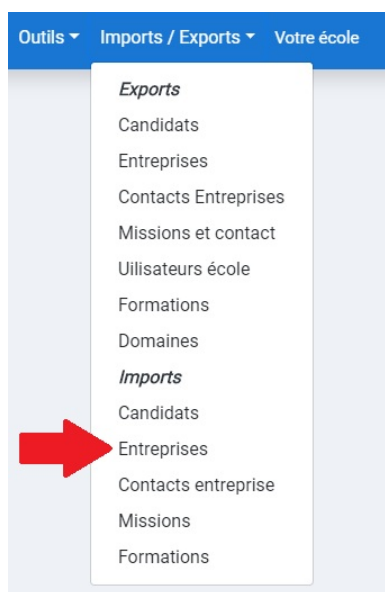 Outils Imports / Exports Votre école
Exports
Candidats
Entreprises
Contacts Entreprises
Missions et contact
Uilisateurs école
Formations
Domaines
Imports
Candidats
Entreprises
Contacts entreprise
Missions
Formations